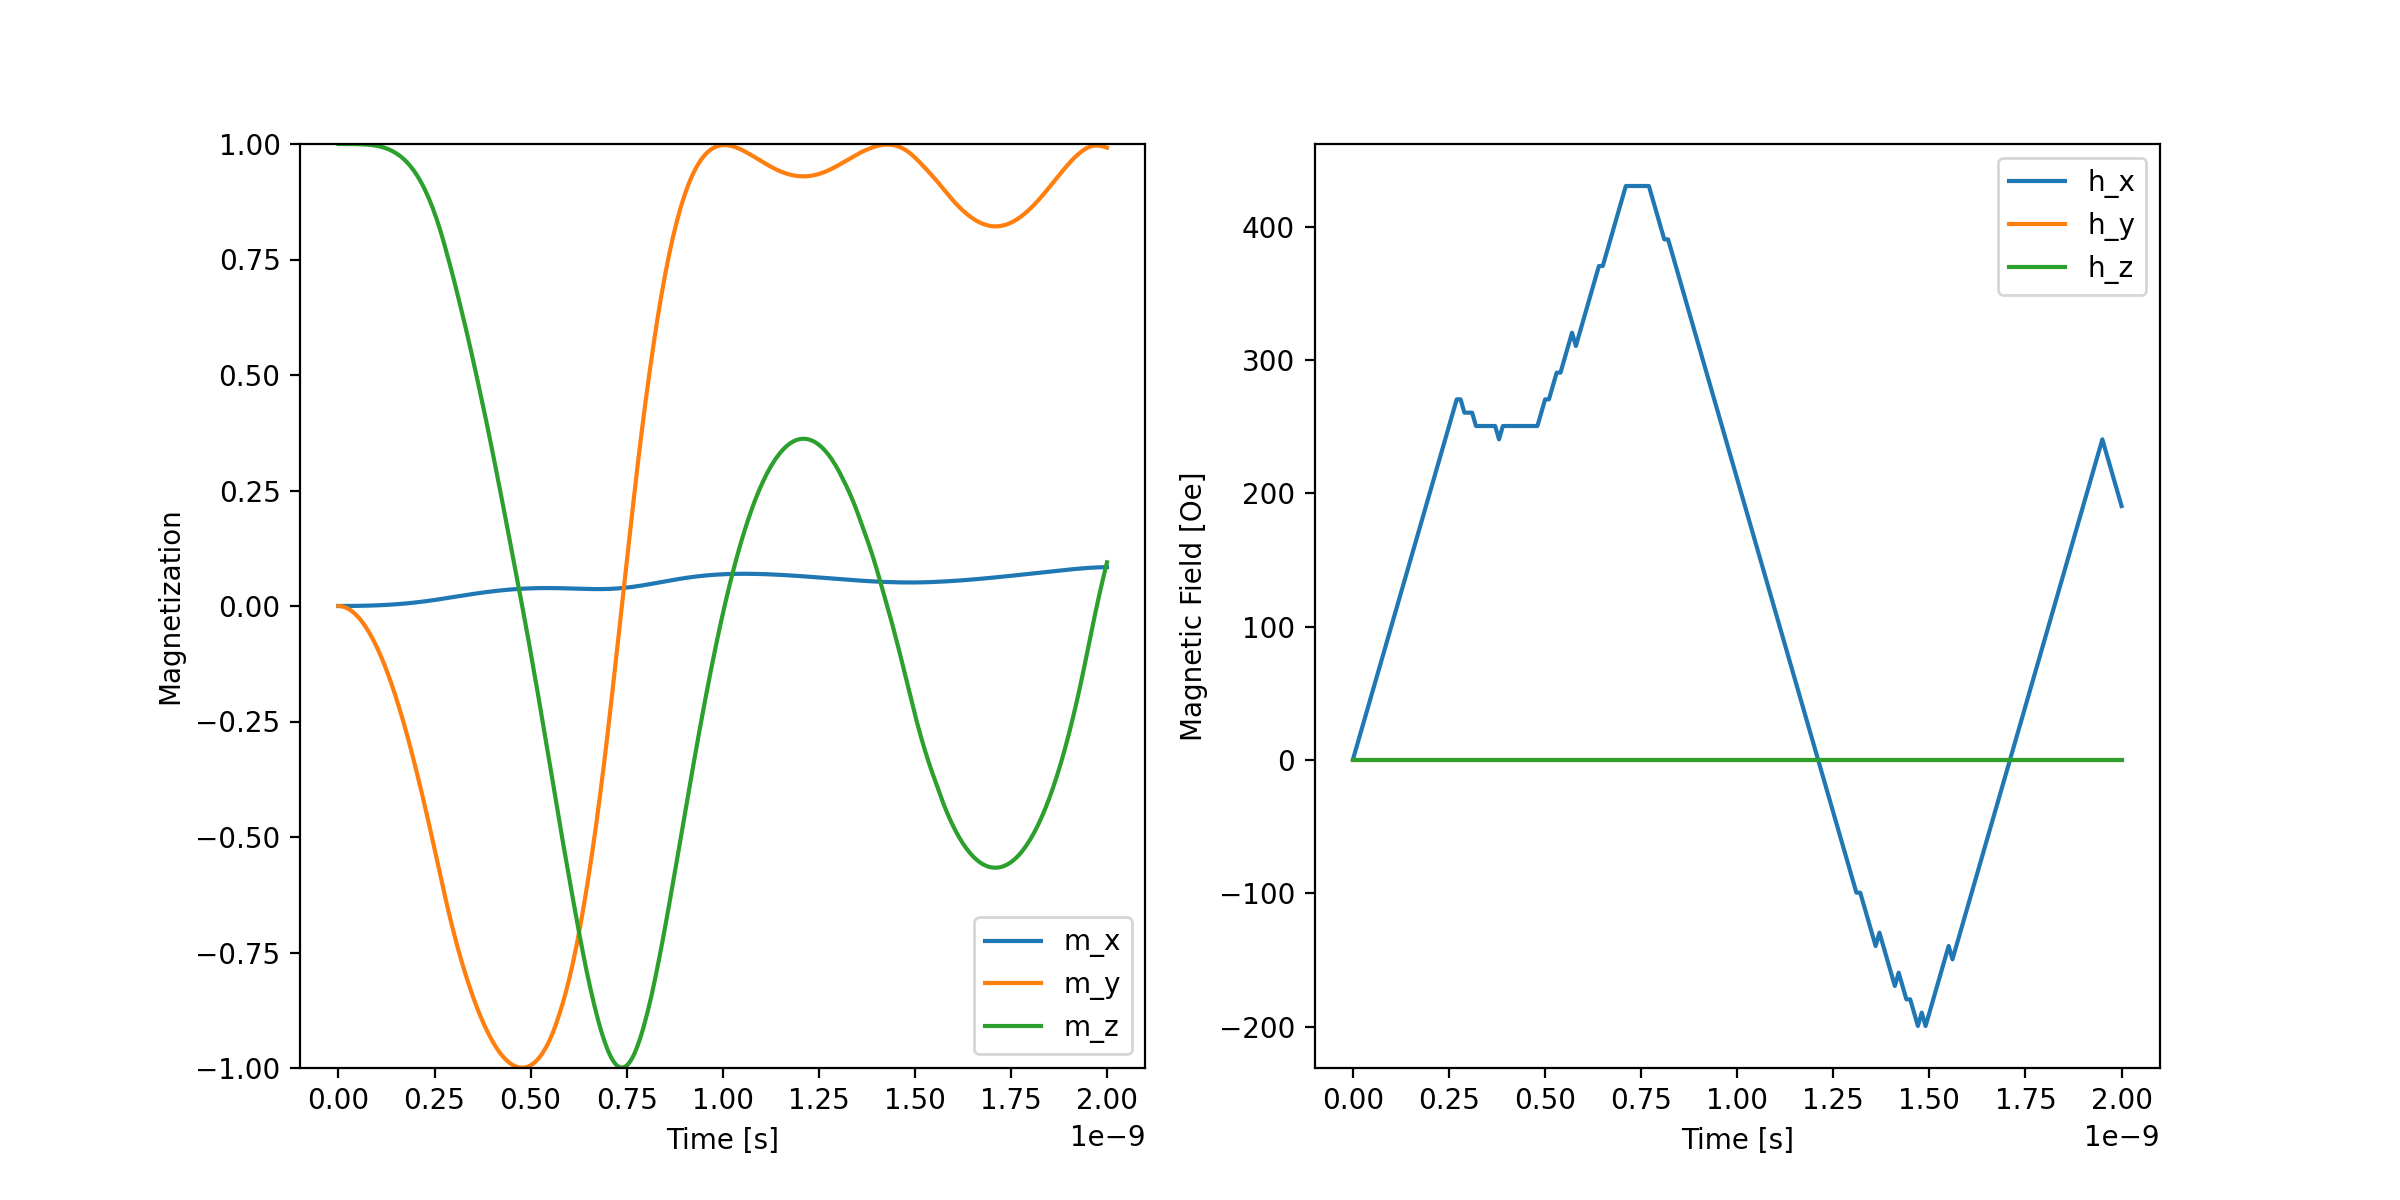 1.00
0.75
0.50
0.25
0.00
−0.25
−0.50
−0.75
−1.00
Magnetization
0.00 0.25 0.50 0.75 1.00 1.25 1.50 1.75 2.00
Time [s]
1e−9
m_x
m_y
m_z
400
300
200
100
0
−100
−200
Magnetic Field [Oe]
0.00 0.25 0.50 0.75 1.00 1.25 1.50 1.75 2.00
Time [s]
1e−9
h_x
h_y
h_z